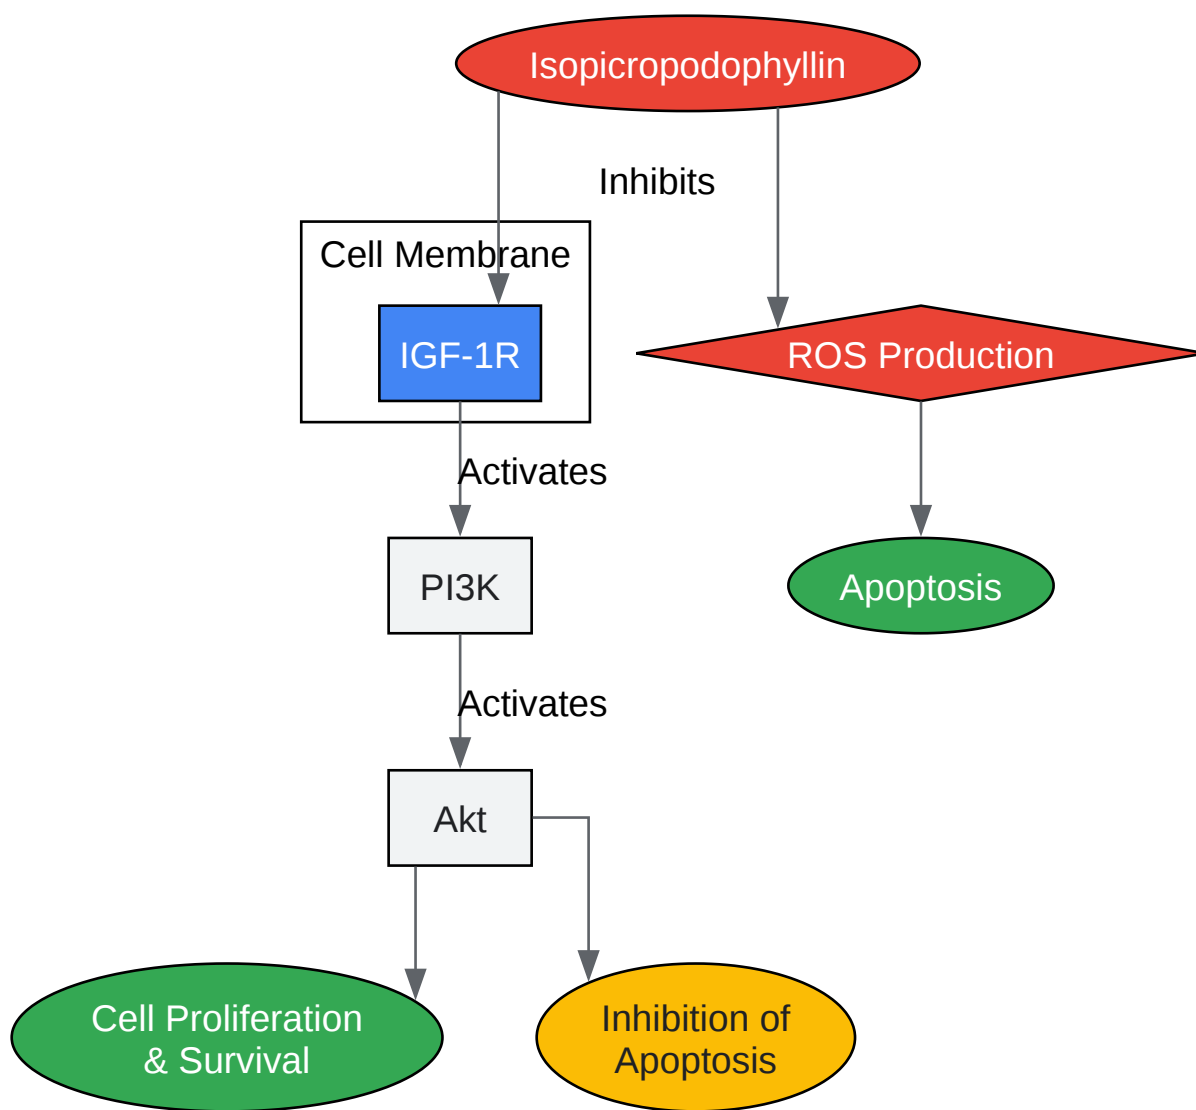 Isopicropodophyllin
Inhibits
Cell Membrane
IGF-1R
ROS Production
Activates
PI3K
Apoptosis
Activates
Akt
Cell Proliferation
& Survival
Inhibition of
Apoptosis